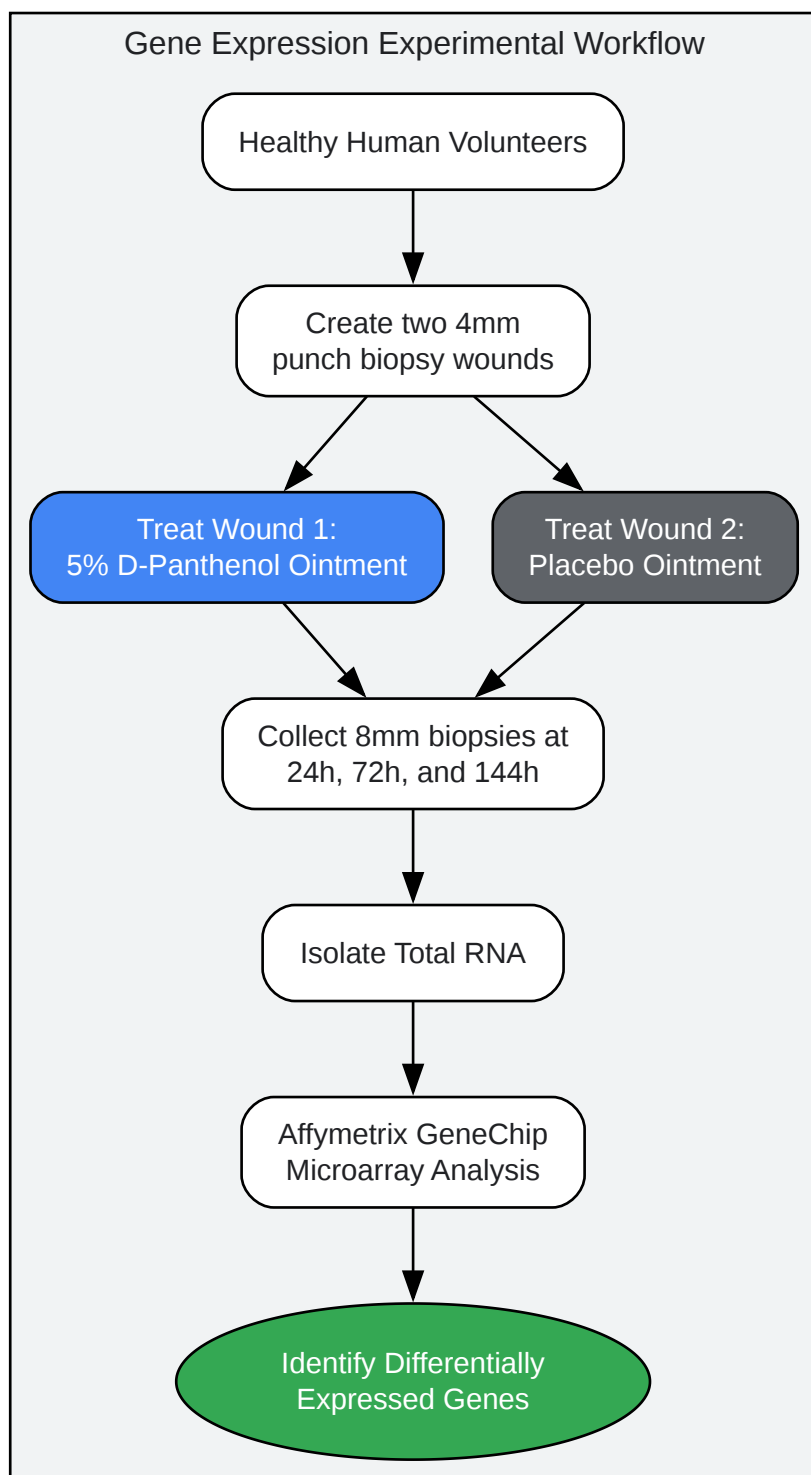 Gene Expression Experimental Workflow
Healthy Human Volunteers
Create two 4mm
punch biopsy wounds
Treat Wound 1:
5% D-Panthenol Ointment
Treat Wound 2:
Placebo Ointment
Collect 8mm biopsies at
24h, 72h, and 144h
Isolate Total RNA
Affymetrix GeneChip
Microarray Analysis
Identify Differentially
Expressed Genes